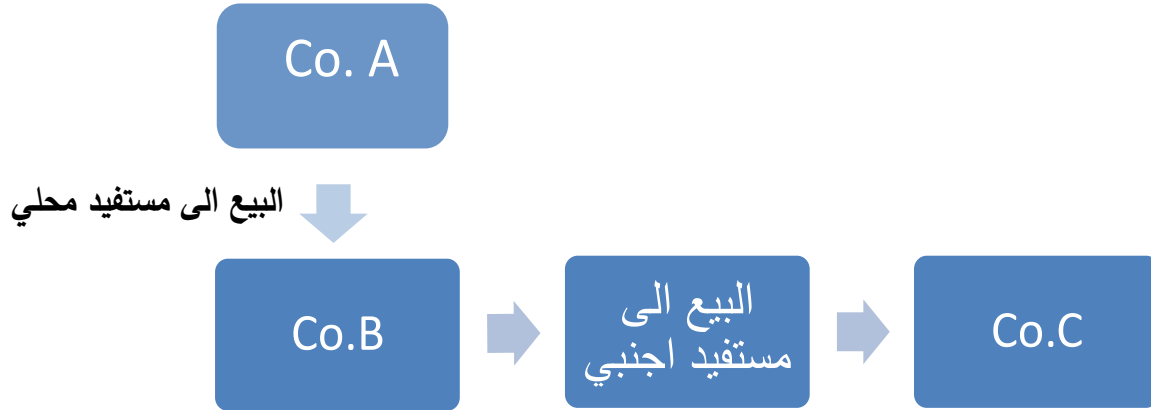 Co. A
البيع الى مستفيد محلي
Co.B
البيع الى
مستفيد اجنبي
Co.C